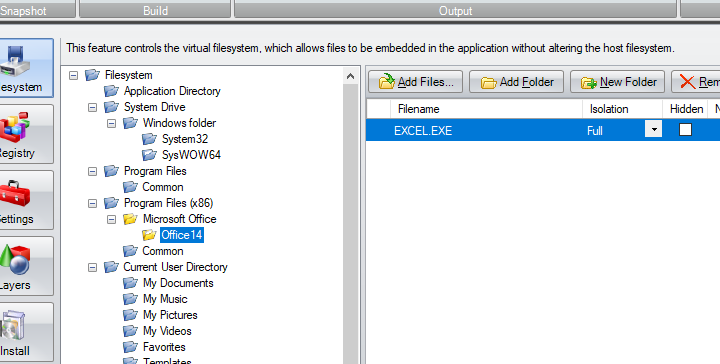 Snapshot Build Output
This feature controls the virtual filesystem, which allows files to be embedded in the application without altering the host filesystem.
Filesystem
Application Directory
System Drive
Windows folder
System32
SysWOW64
Program Files
Common
Program Files (x86)
Microsoft Office
Office14
Common
Current User Directory
My Documents
My Music
My Pictures
My Videos
Favorites
Templates
Add Files... Add Folder New Folder Rem
Filename Isolation Hidden N
EXCEL.EXE Full
lesystem
Registry
Settings
Layers
Install